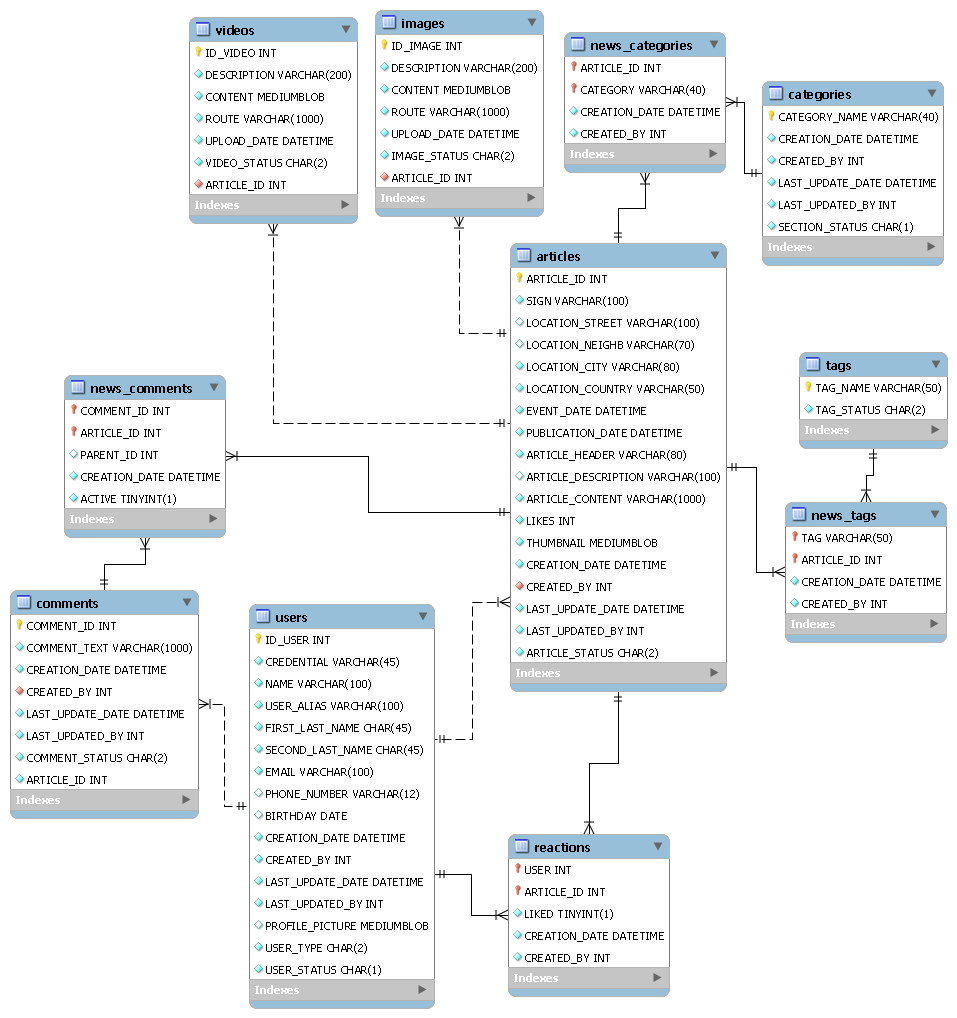 videos
ID_VIDEO INT
DESCRIPTION VARCHAR(200)
CONTENT MEDIUMBLOB
ROUTE VARCHAR(1000)
UPLOAD_DATE DATETIME
VIDEO_STATUS CHAR(2)
ARTICLE_ID INT
Indexes
images
ID_IMAGE INT
DESCRIPTION VARCHAR(200)
CONTENT MEDIUMBLOB
ROUTE VARCHAR(1000)
UPLOAD_DATE DATETIME
IMAGE_STATUS CHAR(2)
ARTICLE_ID INT
Indexes
news_categories
ARTICLE_ID INT
CATEGORY VARCHAR(40)
CREATION_DATE DATETIME
CREATED_BY INT
Indexes
categories
CATEGORY_NAME VARCHAR(40)
CREATION_DATE DATETIME
CREATED_BY INT
LAST_UPDATE_DATE DATETIME
LAST_UPDATED_BY INT
SECTION_STATUS CHAR(1)
Indexes
articles
ARTICLE_ID INT
SIGN VARCHAR(100)
LOCATION_STREET VARCHAR(100)
LOCATION_NEIGHB VARCHAR(70)
LOCATION_CITY VARCHAR(80)
LOCATION_COUNTRY VARCHAR(50)
EVENT_DATE DATETIME
PUBLICATION_DATE DATETIME
ARTICLE_HEADER VARCHAR(80)
ARTICLE_DESCRIPTION VARCHAR(100)
ARTICLE_CONTENT VARCHAR(1000)
LIKES INT
THUMBNAIL MEDIUMBLOB
CREATION_DATE DATETIME
CREATED_BY INT
LAST_UPDATE_DATE DATETIME
LAST_UPDATED_BY INT
ARTICLE_STATUS CHAR(2)
Indexes
tags
TAG_NAME VARCHAR(50)
TAG_STATUS CHAR(2)
Indexes
news_comments
COMMENT_ID INT
ARTICLE_ID INT
PARENT_ID INT
CREATION_DATE DATETIME
ACTIVE TINYINT(1)
Indexes
news_tags
TAG VARCHAR(50)
ARTICLE_ID INT
CREATION_DATE DATETIME
CREATED_BY INT
Indexes
comments
COMMENT_ID INT
COMMENT_TEXT VARCHAR(1000)
CREATION_DATE DATETIME
CREATED_BY INT
LAST_UPDATE_DATE DATETIME
LAST_UPDATED_BY INT
COMMENT_STATUS CHAR(2)
ARTICLE_ID INT
Indexes
users
ID_USER INT
CREDENTIAL VARCHAR(45)
NAME VARCHAR(100)
USER_ALIAS VARCHAR(100)
FIRST_LAST_NAME CHAR(45)
SECOND_LAST_NAME CHAR(45)
EMAIL VARCHAR(100)
PHONE_NUMBER VARCHAR(12)
BIRTHDAY DATE
CREATION_DATE DATETIME
CREATED_BY INT
LAST_UPDATE_DATE DATETIME
LAST_UPDATED_BY INT
PROFILE_PICTURE MEDIUMBLOB
USER_TYPE CHAR(2)
USER_STATUS CHAR(1)
Indexes
reactions
USER INT
ARTICLE_ID INT
LIKED TINYINT(1)
CREATION_DATE DATETIME
CREATED_BY INT
Indexes